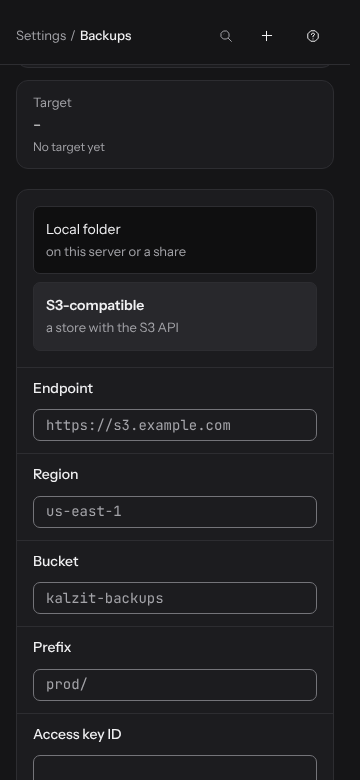 Settings / Backups
Target
–
No target yet
Local folder
on this server or a share
S3-compatible
a store with the S3 API
Endpoint
https://s3.example.com
Region
us-east-1
Bucket
kalzit-backups
Prefix
prod/
Access key ID